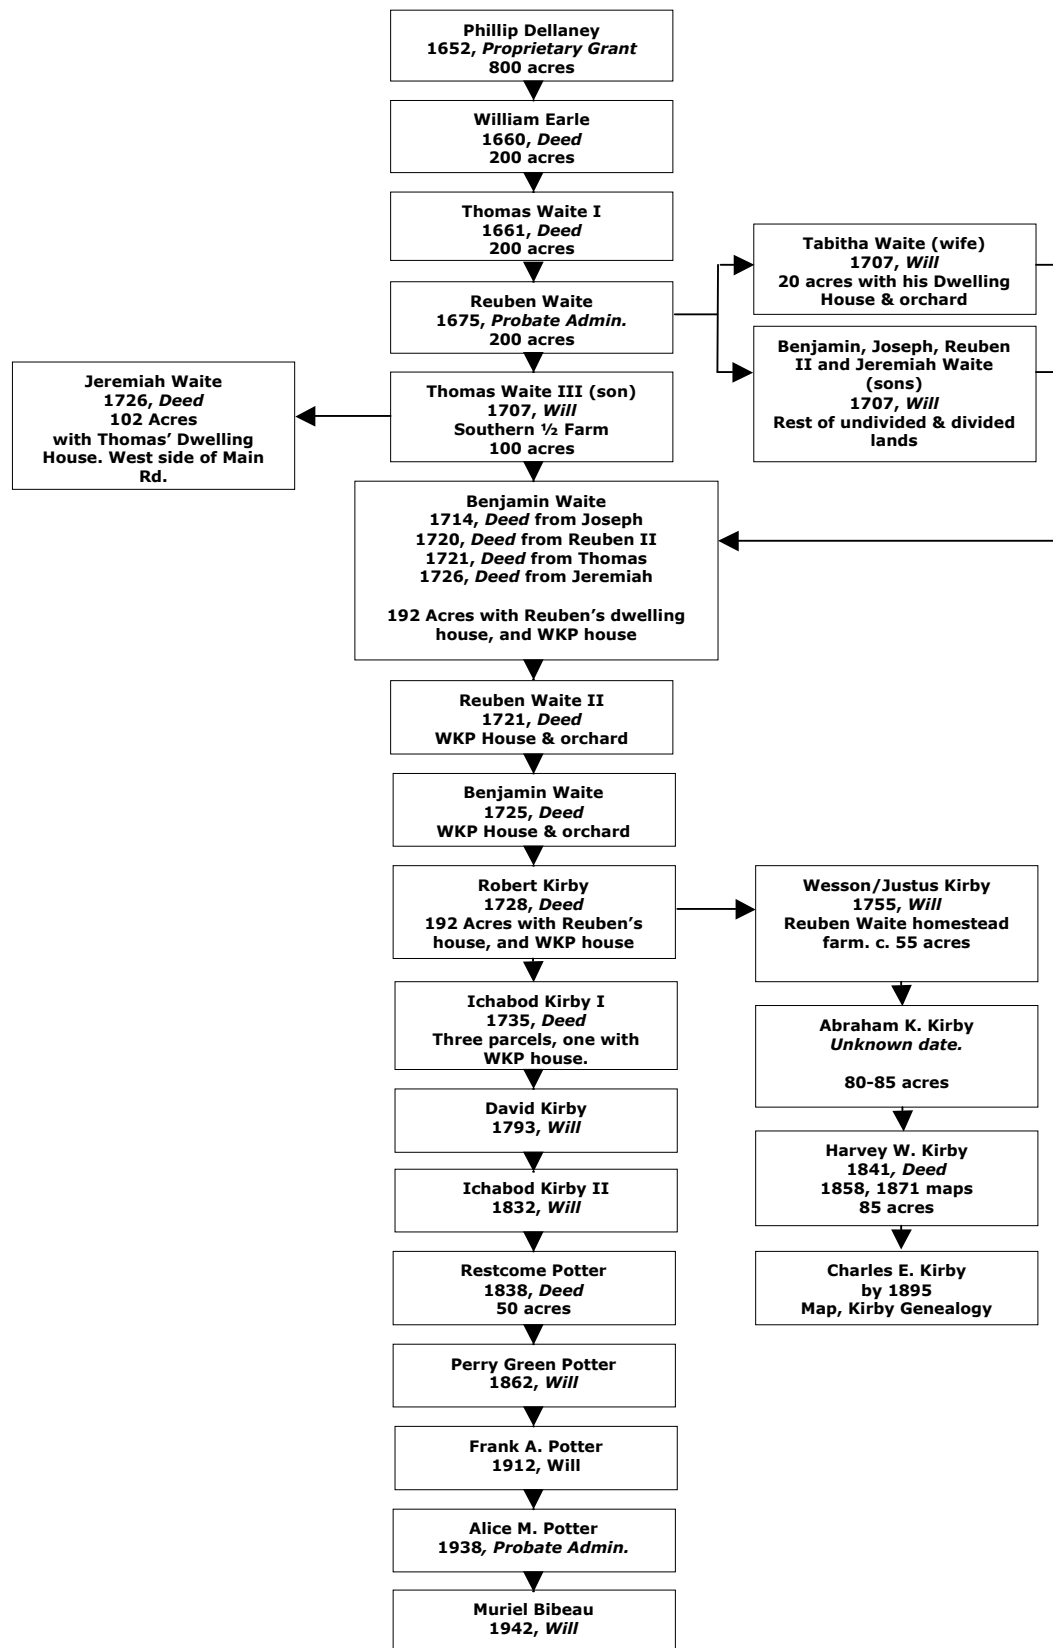 Phillip Dellaney
1652, Proprietary Grant
800 acres
William Earle
1660, Deed
200 acres
Thomas Waite I
1661, Deed
200 acres
Tabitha Waite (wife)
1707, Will
20 acres with his Dwelling
House & orchard
Reuben Waite
1675, Probate Admin.
200 acres
Benjamin, Joseph, Reuben
II and Jeremiah Waite
(sons)
1707, Will
Rest of undivided & divided
lands
Jeremiah Waite
1726, Deed
102 Acres
with Thomas’ Dwelling
House. West side of Main
Rd.
Thomas Waite III (son)
1707, Will
Southern ½ Farm
100 acres
Benjamin Waite
1714, Deed from Joseph
1720, Deed from Reuben II
1721, Deed from Thomas
1726, Deed from Jeremiah
192 Acres with Reuben’s dwelling
house, and WKP house
Reuben Waite II
1721, Deed
WKP House & orchard
Benjamin Waite
1725, Deed
WKP House & orchard
Robert Kirby
1728, Deed
192 Acres with Reuben’s
house, and WKP house
Wesson/Justus Kirby
1755, Will
Reuben Waite homestead
farm. c. 55 acres
Ichabod Kirby I
1735, Deed
Three parcels, one with
WKP house.
Abraham K. Kirby
Unknown date.
80-85 acres
David Kirby
1793, Will
Harvey W. Kirby
1841, Deed
1858, 1871 maps
85 acres
Ichabod Kirby II
1832, Will
Restcome Potter
1838, Deed
50 acres
Charles E. Kirby
by 1895
Map, Kirby Genealogy
Perry Green Potter
1862, Will
Frank A. Potter
1912, Will
Alice M. Potter
1938, Probate Admin.
Muriel Bibeau
1942, Will